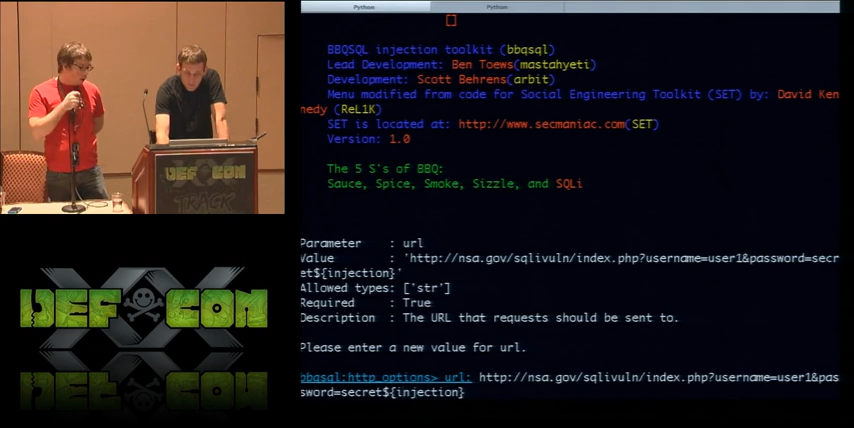 Python
Python
BBQSQL injection toolkit (bbqsql)
Lead Development: Ben Toews(mastahyeti)
Development: Scott Behrens(arbit)
Menu modified from code for Social Engineering Toolkit (SET) by: David Ken
nedy (ReL1K)
SET is located at: http://www.secmaniac.com(SET)
Version: 1.0
The 5 S's of BBQ:
Sauce, Spice, Smoke, Sizzle, and SQLi
Parameter : url
Value : 'http://nsa.gov/sqlivuln/index.php?username=user1&password=secr
et${injection}'
Allowed types: ['str']
Required : True
Description : The URL that requests should be sent to.
Please enter a new value for url.
bbqsql:http_options> url: http://nsa.gov/sqlivuln/index.php?username=user1&pas
sword=secret${injection}
DEF CON
TRACK
DEF CON
XX